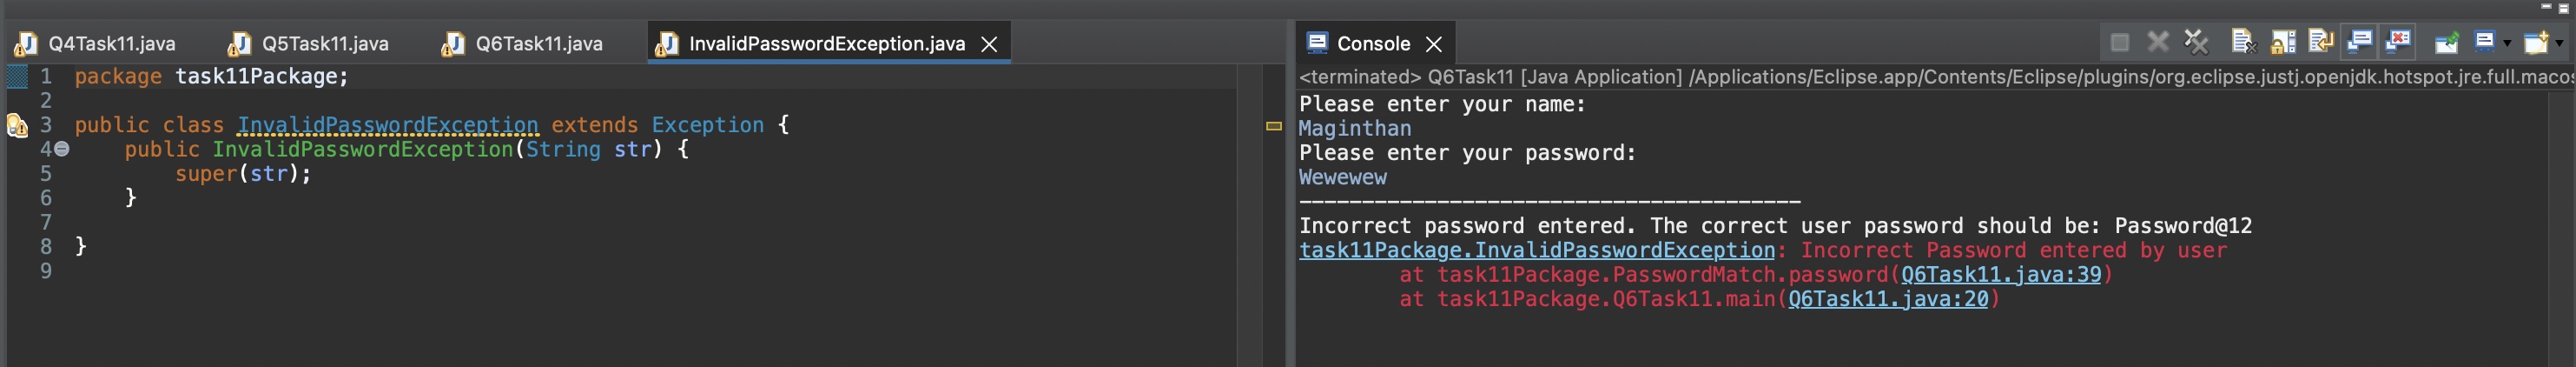 Q4Task11.java
Q5Task11.java
Q6Task11.java
InvalidPasswordException.java
1 package task11Package;
2
3 public class InvalidPasswordException extends Exception {
4     public InvalidPasswordException(String str) {
5         super(str);
6     }
7
8 }
9
Console
<terminated> Q6Task11 [Java Application] /Applications/Eclipse.app/Contents/Eclipse/plugins/org.eclipse.justj.openjdk.hotspot.jre.full.macos
Please enter your name:
Maginthan
Please enter your password:
Wewewew
----------------------------------------
Incorrect password entered. The correct user password should be: Password@12
task11Package.InvalidPasswordException: Incorrect Password entered by user
        at task11Package.PasswordMatch.password(Q6Task11.java:39)
        at task11Package.Q6Task11.main(Q6Task11.java:20)